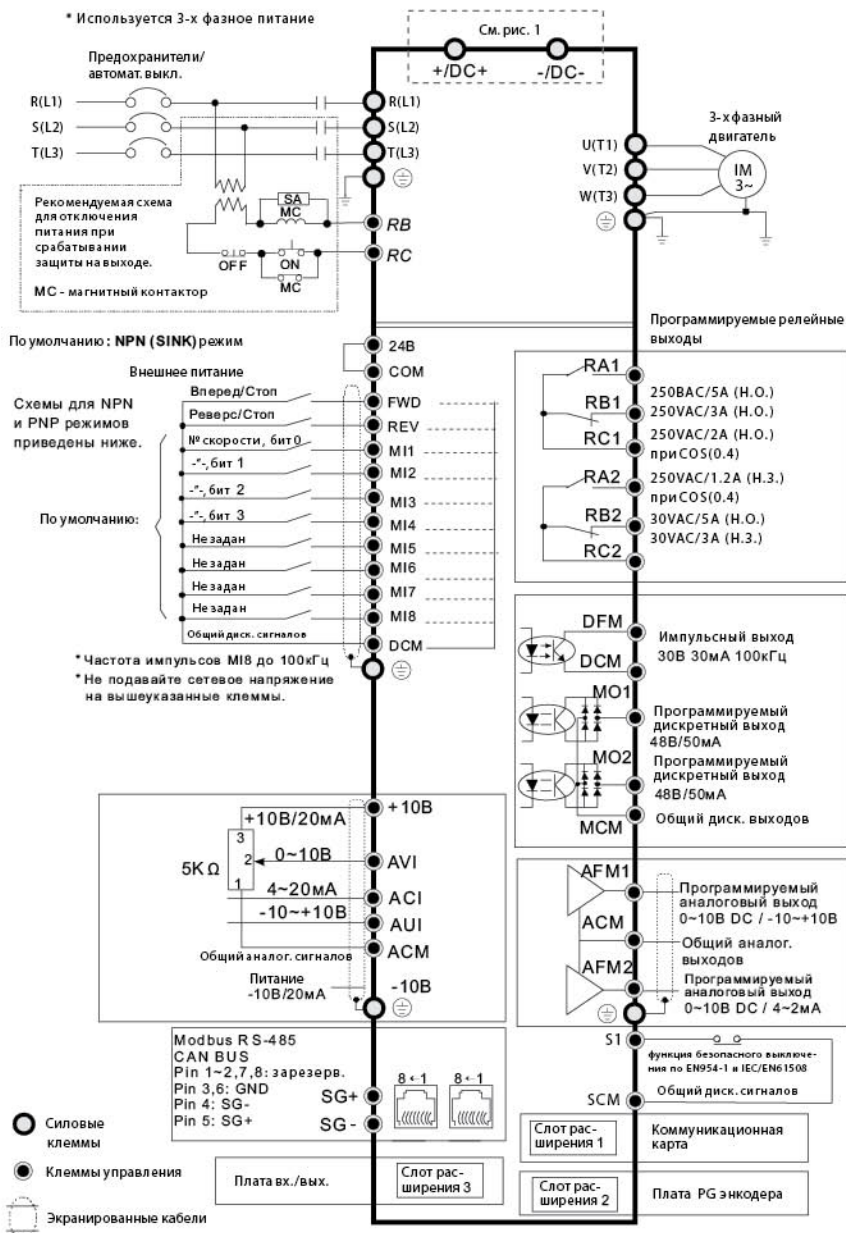 * Используется 3-х фазное питание
См. рис. 1
+/DC+
-/DC-
Предохранители/
автомат. выкл.
R(L1)
S(L2)
T(L3)
R(L1)
S(L2)
T(L3)
Рекомендуемая схема
для отключения
питания при
срабатывании
защиты на выходе.
МС - магнитный контактор
SA
MC
OFF
ON
MC
RB
RC
3-х фазный
двигатель
U(T1)
V(T2)
W(T3)
IM
3~
По умолчанию : NPN (SINK) режим
Внешнее питание
Схемы для NPN
и PNP режимов
приведены ниже.
По умолчанию:
Вперед/Стоп
Реверс/Стоп
№ скорости, бит 0
-"-, бит 1
-"-, бит 2
-"-, бит 3
Не задан
Не задан
Не задан
Не задан
Общий диск. сигналов
24В
COM
FWD
REV
MI1
MI2
MI3
MI4
MI5
MI6
MI7
MI8
DCM
* Частота импульсов MI8 до 100кГц
* Не подавайте сетевое напряжение
на вышеуказанные клеммы.
Программируемые релейные
выходы
RA1
RB1
RC1
RA2
RB2
RC2
250ВАС/5А (Н.О.)
250VAC/3A (Н.О.)
250VAC/2A (Н.О.)
при COS(0.4)
250VAC/1.2A (Н.З.)
при COS(0.4)
30VAC/5A (Н.О.)
30VAC/3A (Н.З.)
DFM
DCM
MO1
MO2
MCM
Импульсный выход
30В 30мА 100кГц
Программируемый
дискретный выход
48В/50мА
Программируемый
дискретный выход
48В/50мА
Общий диск. выходов
+10В/20мА
5K Ω
3
2
1
0~10В
4~20мА
-10~+10В
Общий аналог. сигналов
Питание
-10В/20мА
+10В
AVI
ACI
AUI
ACM
-10В
AFM1
ACM
AFM2
Программируемый
аналоговый выход
0~10В DC / -10~+10В
Общий аналог.
выходов
Программируемый
аналоговый выход
0~10В DC / 4~2мА
Modbus RS-485
CAN BUS
Pin 1~2,7,8: зарезерв.
Pin 3,6: GND
Pin 4: SG-
Pin 5: SG+
SG+
SG -
8←1
8←1
S1
функция безопасного выключе-
ния по EN954-1 и IEC/EN61508
SCM
Общий диск. сигналов
Слот рас-
ширения 1
Коммуникационная
карта
Плата вх./вых.
Слот рас-
ширения 3
Слот рас-
ширения 2
Плата PG энкодера
Силовые
клеммы
Клеммы управления
Экранированные кабели